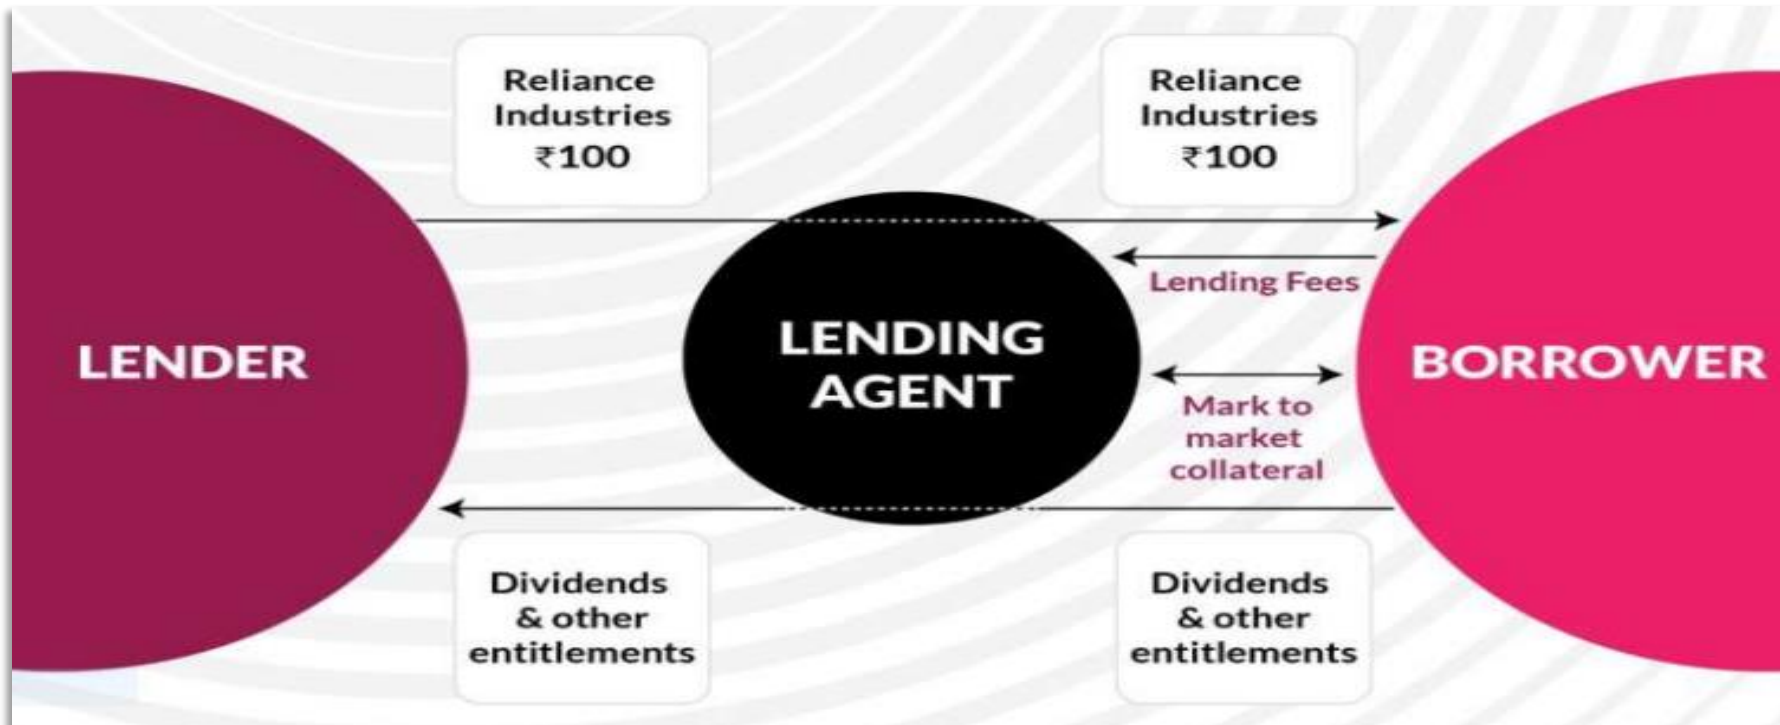 Reliance
Industries
₹100
Reliance
Industries
₹100
Lending Fees
LENDER
LENDING
AGENT
BORROWER
Mark to
market
collateral
Dividends
& other
entitlements
Dividends
& other
entitlements